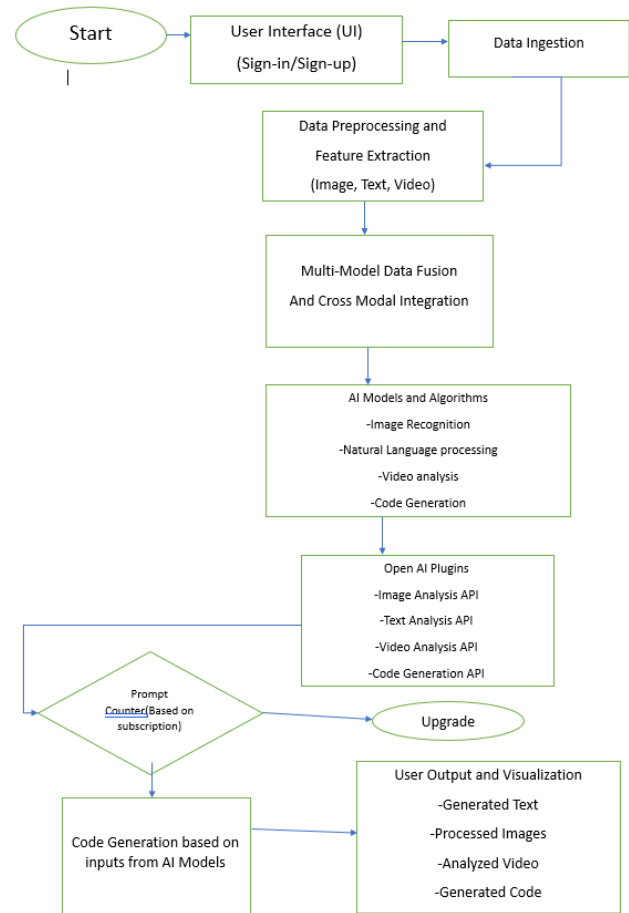 Start
User Interface (UI)
(Sign-in/Sign-up)
Data Ingestion
Data Preprocessing and
Feature Extraction
(Image, Text, Video)
Multi-Model Data Fusion
And Cross Modal Integration
AI Models and Algorithms
-Image Recognition
-Natural Language processing
-Video analysis
-Code Generation
Open AI Plugins
-Image Analysis API
-Text Analysis API
-Video Analysis API
-Code Generation API
Prompt
Counter(Based on
subscription)
Upgrade
Code Generation based on
inputs from AI Models
User Output and Visualization
-Generated Text
-Processed Images
-Analyzed Video
-Generated Code